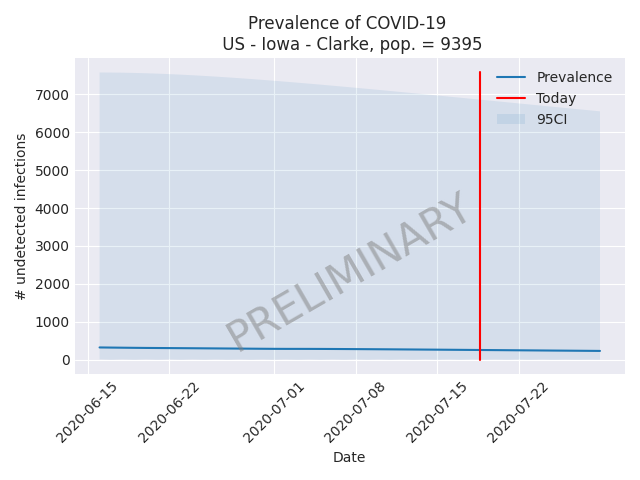 Prevalence of COVID-19
US - Iowa - Clarke, pop. = 9395
Prevalence
Today
95CI
# undetected infections
7000
6000
5000
4000
3000
2000
1000
0
PRELIMINARY
2020-06-15
2020-06-22
2020-07-01
2020-07-08
2020-07-15
2020-07-22
Date